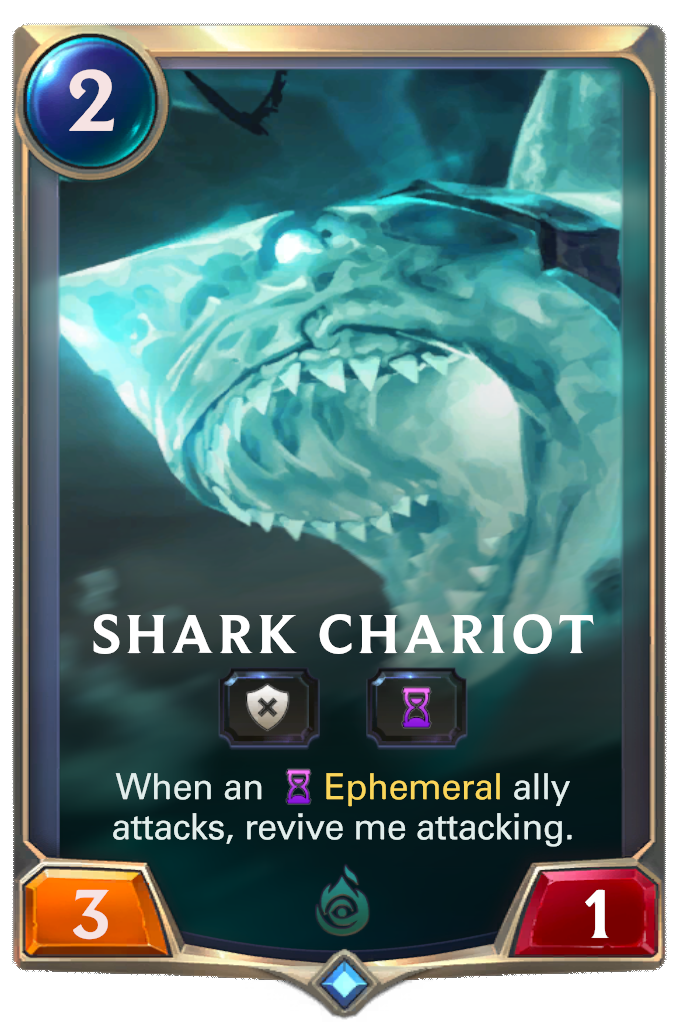 2
SHARK CHARIOT
When an Ephemeral ally
attacks, revive me attacking.
3
1